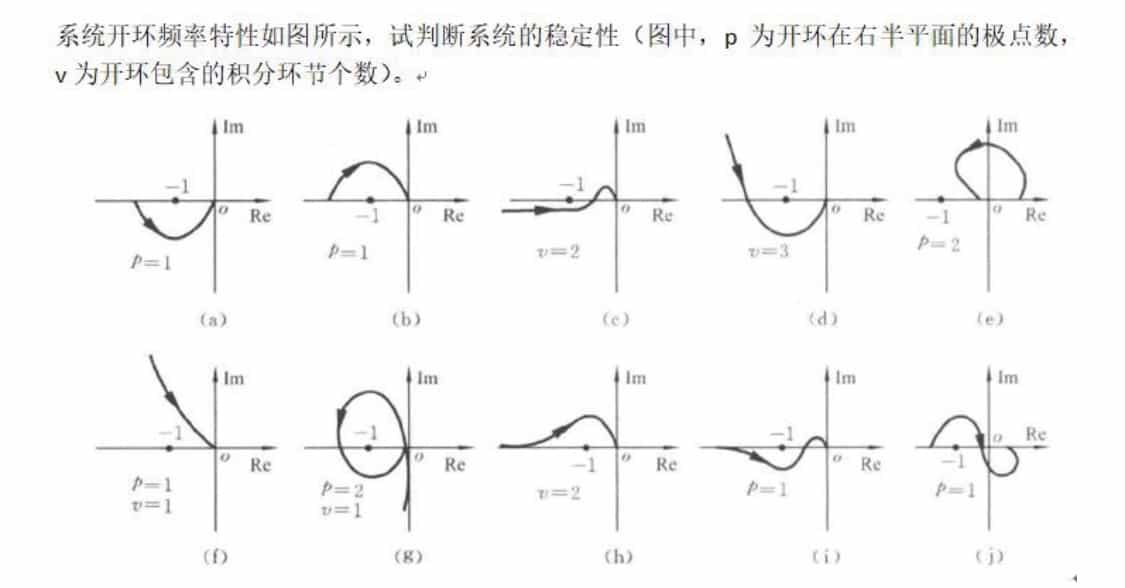 系统开环频率特性如图所示，试判断系统的稳定性（图中，p 为开环在右半平面的极点数，
v 为开环包含的积分环节个数）。
Im Im Im Im Im
-1 -1 -1 -1 -1
o Re o Re o Re o Re o Re
p=1 p=1 v=2 v=3 p=2
(a) (b) (c) (d) (e)
Im Im Im Im Im
-1 -1 -1 -1 -1
o Re o Re o Re o Re o Re
p=1 p=2 v=2 p=1 p=1
v=1 v=1
(f) (g) (h) (i) (j)